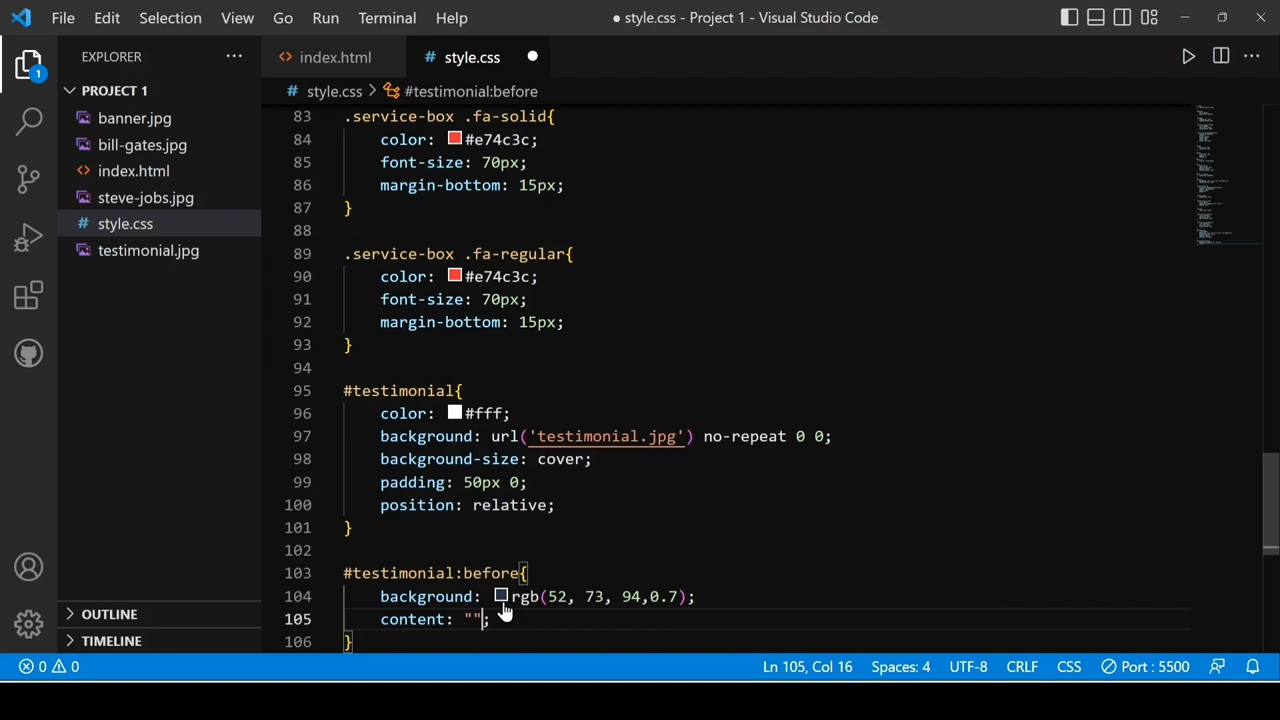 File Edit Selection View Go Run Terminal Help
● style.css - Project 1 - Visual Studio Code
EXPLORER
PROJECT 1
banner.jpg
bill-gates.jpg
index.html
steve-jobs.jpg
style.css
testimonial.jpg
OUTLINE
TIMELINE
1
index.html
# style.css
# style.css > #testimonial:before
83 .service-box .fa-solid{
84 color: #e74c3c;
85 font-size: 70px;
86 margin-bottom: 15px;
87 }
88
89 .service-box .fa-regular{
90 color: #e74c3c;
91 font-size: 70px;
92 margin-bottom: 15px;
93 }
94
95 #testimonial{
96 color: #fff;
97 background: url('testimonial.jpg') no-repeat 0 0;
98 background-size: cover;
99 padding: 50px 0;
100 position: relative;
101 }
102
103 #testimonial:before{
104 background: rgb(52, 73, 94,0.7);
105 content: "";
106 }
0 0
Ln 105, Col 16 Spaces: 4 UTF-8 CRLF CSS Port : 5500